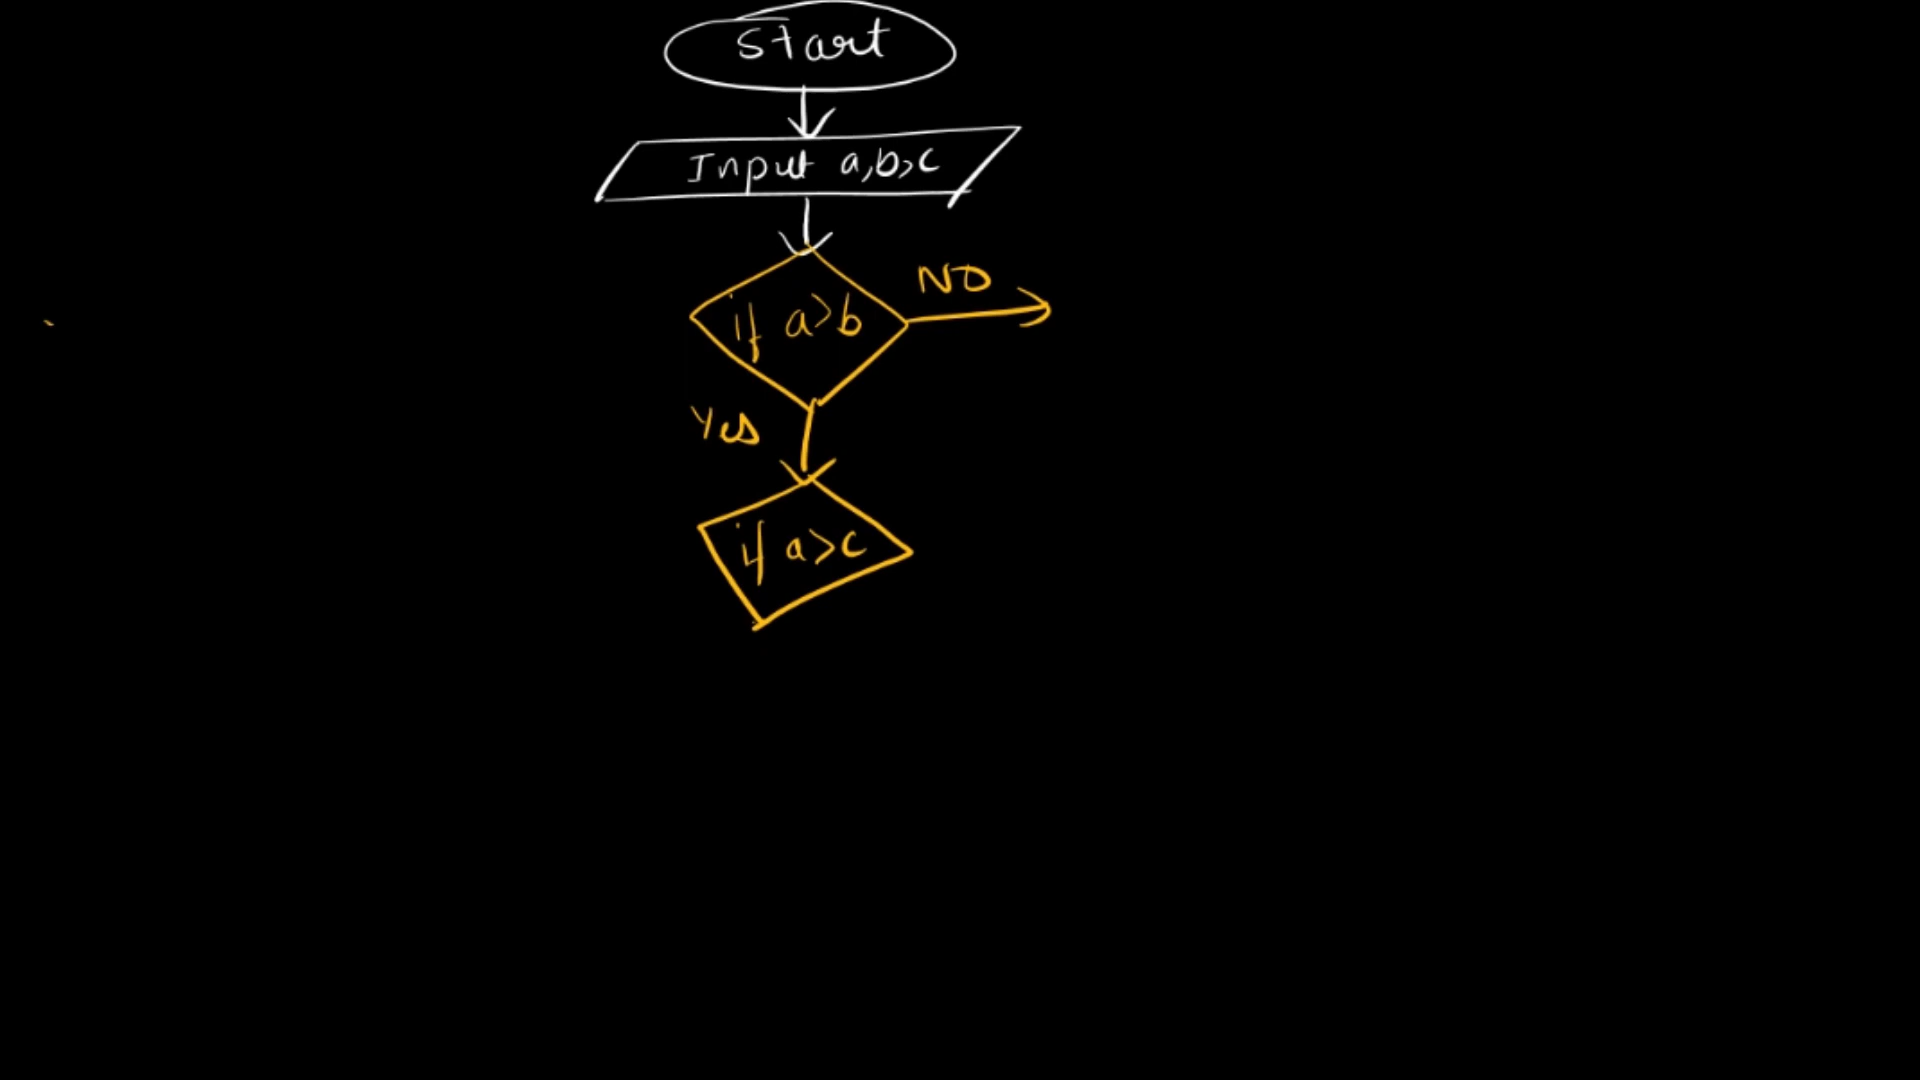 Start
Input a,b,c
if a>b
NO
Yes
if a>c